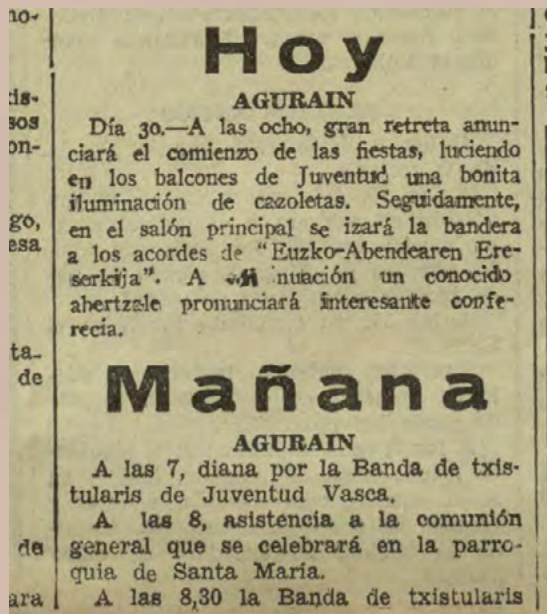 Hoy
AGURAIN
Día 30.—A las ocho, gran retreta anun-
ciará el comienzo de las fiestas, luciendo
en los balcones de Juventud una bonita
iluminación de cazoletas. Seguidamente,
en el salón principal se izará la bandera
a los acordes de "Euzko-Abendearen Ere-
serkija". A nuación un conocido
abertzale pronunciará interesante confe-
recía.
Mañana
AGURAIN
A las 7, diana por la Banda de txis-
tularis de Juventud Vasca.
A las 8, asistencia a la comunión
general que se celebrará en la parro-
quia de Santa María.
A las 8,30 la Banda de txistularis